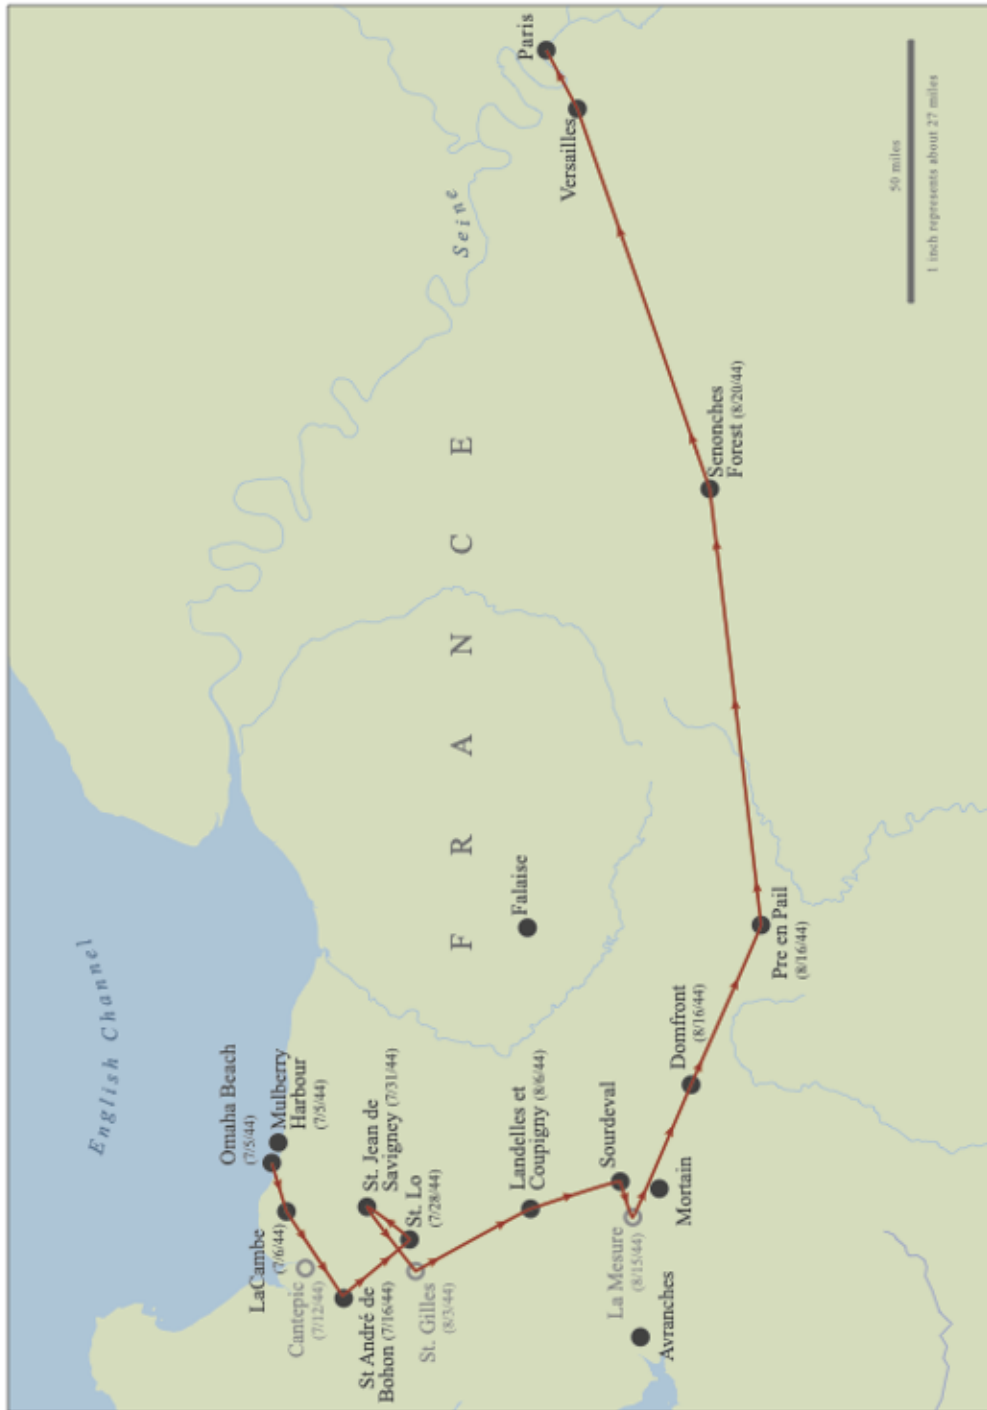 English Channel
Omaha Beach
(7/5/44)
Mulberry
Harbour
(7/5/44)
LaCambe
(7/6/44)
Cantepic
(7/12/44)
St André de
Bohon (7/16/44)
St. Jean de
Savigney (7/31/44)
St. Lo
(7/28/44)
St. Gilles
(8/3/44)
Landelles et
Coupigny (8/6/44)
Sourdeval
La Mesure
(8/15/44)
Mortain
Avranches
Domfront
(8/16/44)
Pre en Pail
(8/16/44)
Falaise
FRANCE
Seine
Senonches
Forest (8/20/44)
Versailles
Paris
50 miles
1 inch represents about 27 miles